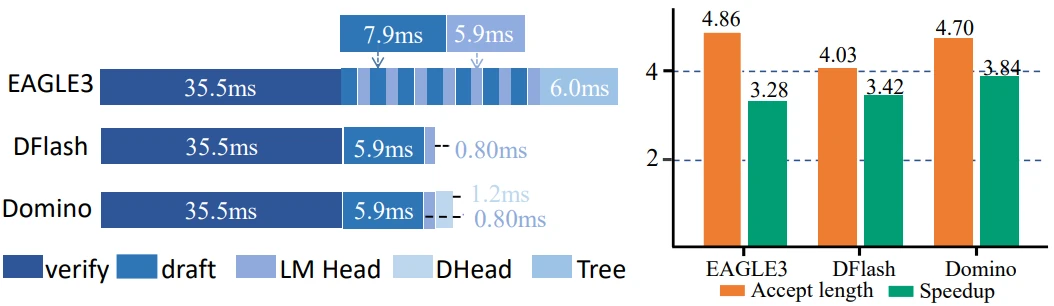 7.9ms 5.9ms
EAGLE3 35.5ms 6.0ms
DFlash 35.5ms 5.9ms 0.80ms
Domino 35.5ms 5.9ms 1.2ms
0.80ms
verify draft LM Head DHead Tree
4.86
4.70
4.03
3.84
4
3.42
3.28
2
EAGLE3 DFlash Domino
Accept length Speedup